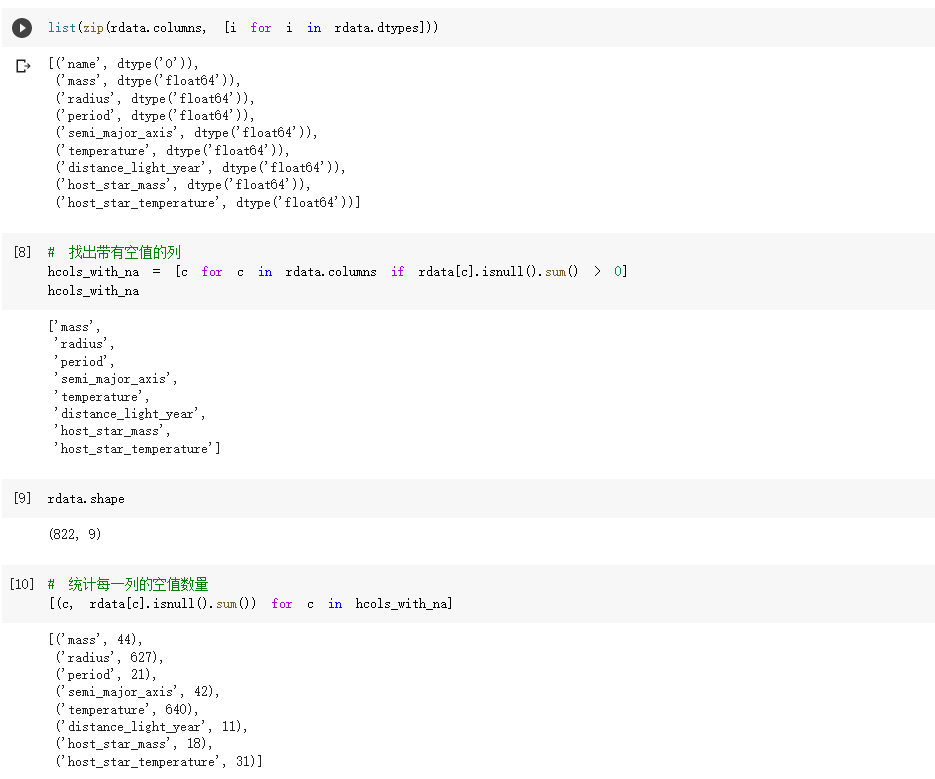 list(zip(rdata.columns, [i for i in rdata.dtypes]))
[('name', dtype('O')),
('mass', dtype('float64')),
('radius', dtype('float64')),
('period', dtype('float64')),
('semi_major_axis', dtype('float64')),
('temperature', dtype('float64')),
('distance_light_year', dtype('float64')),
('host_star_mass', dtype('float64')),
('host_star_temperature', dtype('float64'))]
[8] # 找出带有空值的列
hcols_with_na = [c for c in rdata.columns if rdata[c].isnull().sum() > 0]
hcols_with_na
['mass',
'radius',
'period',
'semi_major_axis',
'temperature',
'distance_light_year',
'host_star_mass',
'host_star_temperature']
[9] rdata.shape
(822, 9)
[10] # 统计每一列的空值数量
[(c, rdata[c].isnull().sum()) for c in hcols_with_na]
[('mass', 44),
('radius', 627),
('period', 21),
('semi_major_axis', 42),
('temperature', 640),
('distance_light_year', 11),
('host_star_mass', 18),
('host_star_temperature', 31)]